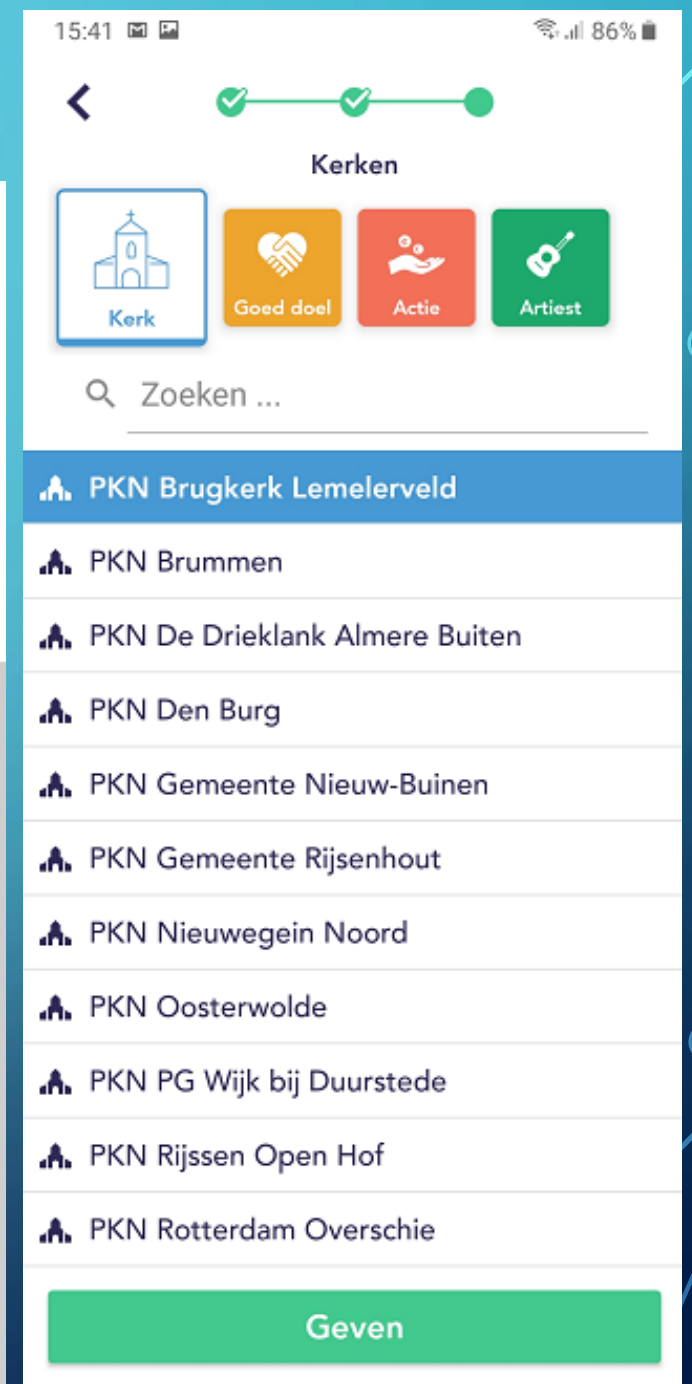 15:41 86%
Kerken
Kerk Goed doel Actie Artiest
Zoeken ...
PKN Brugkerk Lemelerveld
PKN Brummen
PKN De Drieklank Almere Buiten
PKN Den Burg
PKN Gemeente Nieuw-Buinen
PKN Gemeente Rijsenhout
PKN Nieuwegein Noord
PKN Oosterwolde
PKN PG Wijk bij Duurstede
PKN Rijssen Open Hof
PKN Rotterdam Overschie
Geven